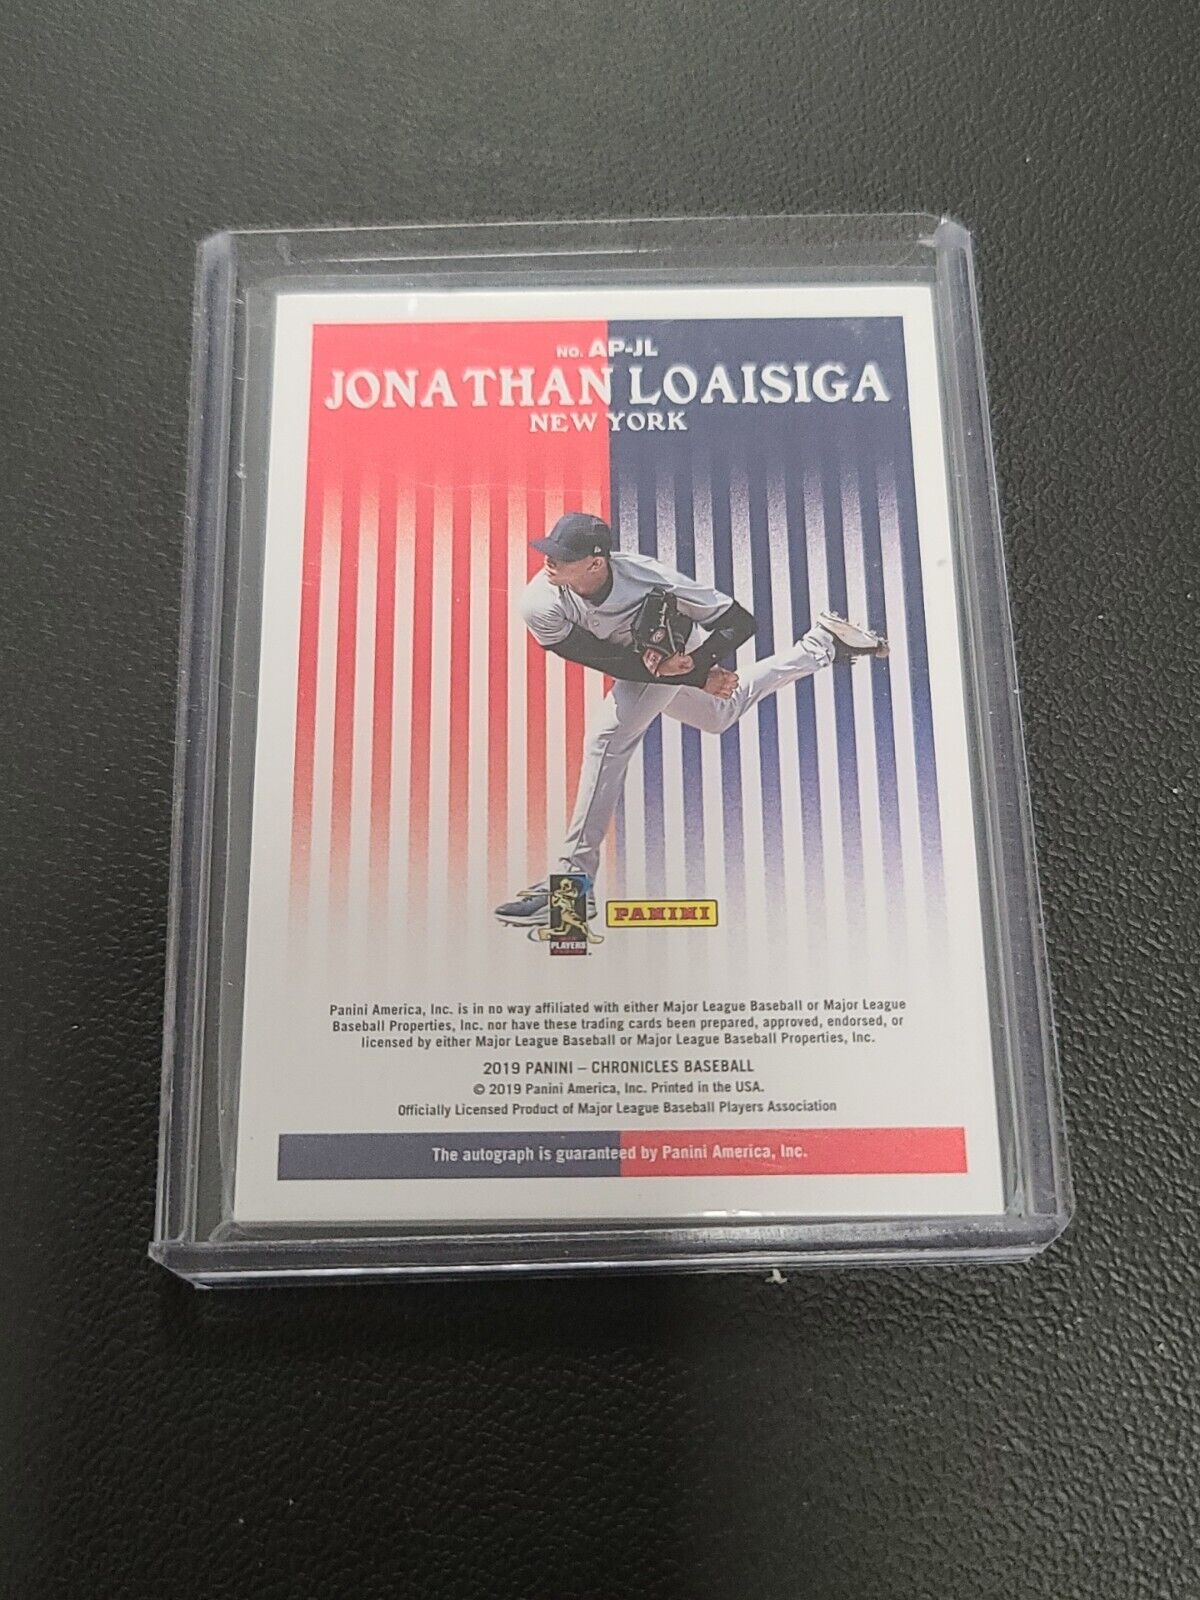 No. AP-JL
JONATHAN LOAISIGA
NEW YORK
PLAYERS
PANINI
Panini America, Inc. is in no way affiliated with either Major League Baseball or Major League
Baseball Properties, Inc. nor have these trading cards been prepared, approved, endorsed, or
licensed by either Major League Baseball or Major League Baseball Properties, Inc.
2019 PANINI – CHRONICLES BASEBALL
© 2019 Panini America, Inc. Printed in the USA.
Officially Licensed Product of Major League Baseball Players Association
The autograph is guaranteed by Panini America, Inc.